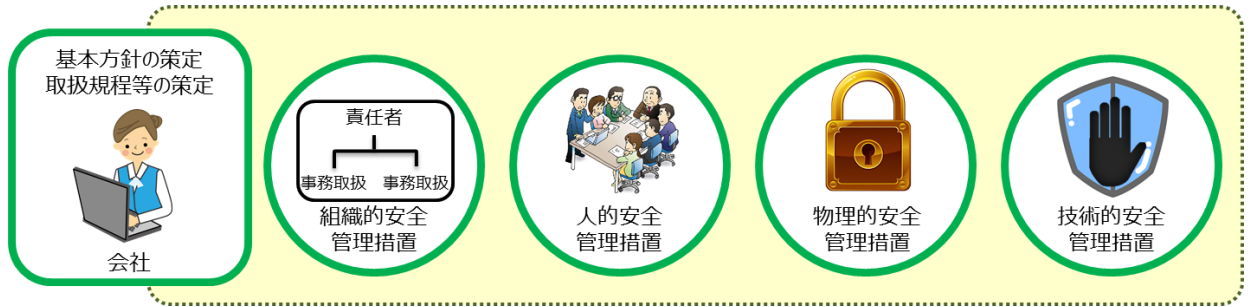 基本方針の策定
取扱規程等の策定
会社
責任者
事務取扱 事務取扱
組織的安全
管理措置
人的安全
管理措置
物理的安全
管理措置
技術的安全
管理措置